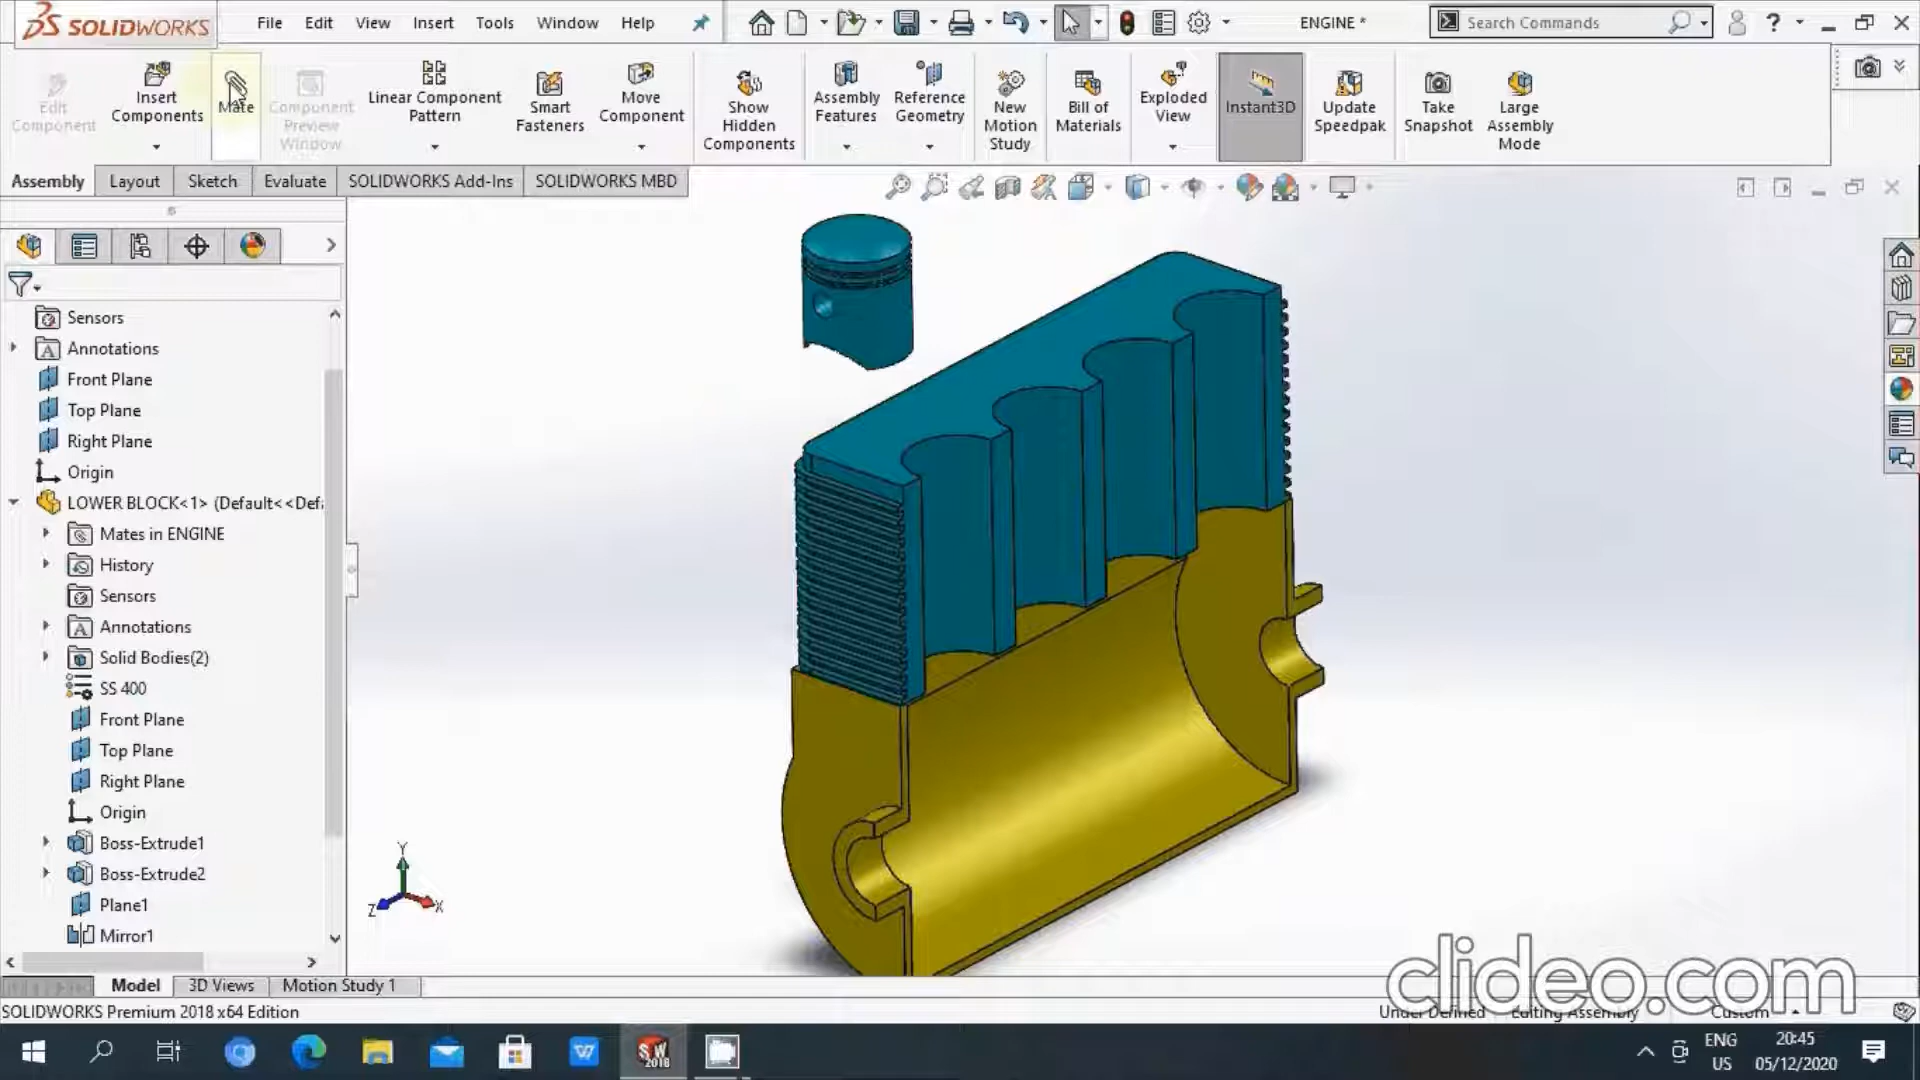 SOLIDWORKS
File Edit View Insert Tools Window Help
ENGINE *
Search Commands
Edit Component
Insert Components
Mate
Component Preview Window
Linear Component Pattern
Smart Fasteners
Move Component
Show Hidden Components
Assembly Features
Reference Geometry
New Motion Study
Bill of Materials
Exploded View
Instant3D
Update Speedpak
Take Snapshot
Large Assembly Mode
Assembly Layout Sketch Evaluate SOLIDWORKS Add-Ins SOLIDWORKS MBD
Sensors
Annotations
Front Plane
Top Plane
Right Plane
Origin
LOWER BLOCK<1> (Default<<Def
Mates in ENGINE
History
Sensors
Annotations
Solid Bodies(2)
SS 400
Front Plane
Top Plane
Right Plane
Origin
Boss-Extrude1
Boss-Extrude2
Plane1
Mirror1
Y
Z X
Model 3D Views Motion Study 1
clideo.com
SOLIDWORKS Premium 2018 x64 Edition
Under Defined Editing Assembly Custom
SW 2018
ENG
US
20:45
05/12/2020